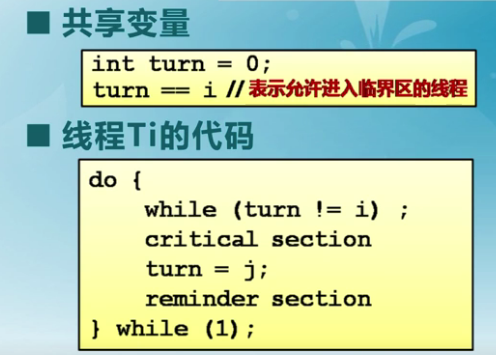 共享变量
int turn = 0;
turn == i //表示允许进入临界区的线程
线程Ti的代码
do {
    while (turn != i) ;
    critical section
    turn = j;
    reminder section
} while (1);